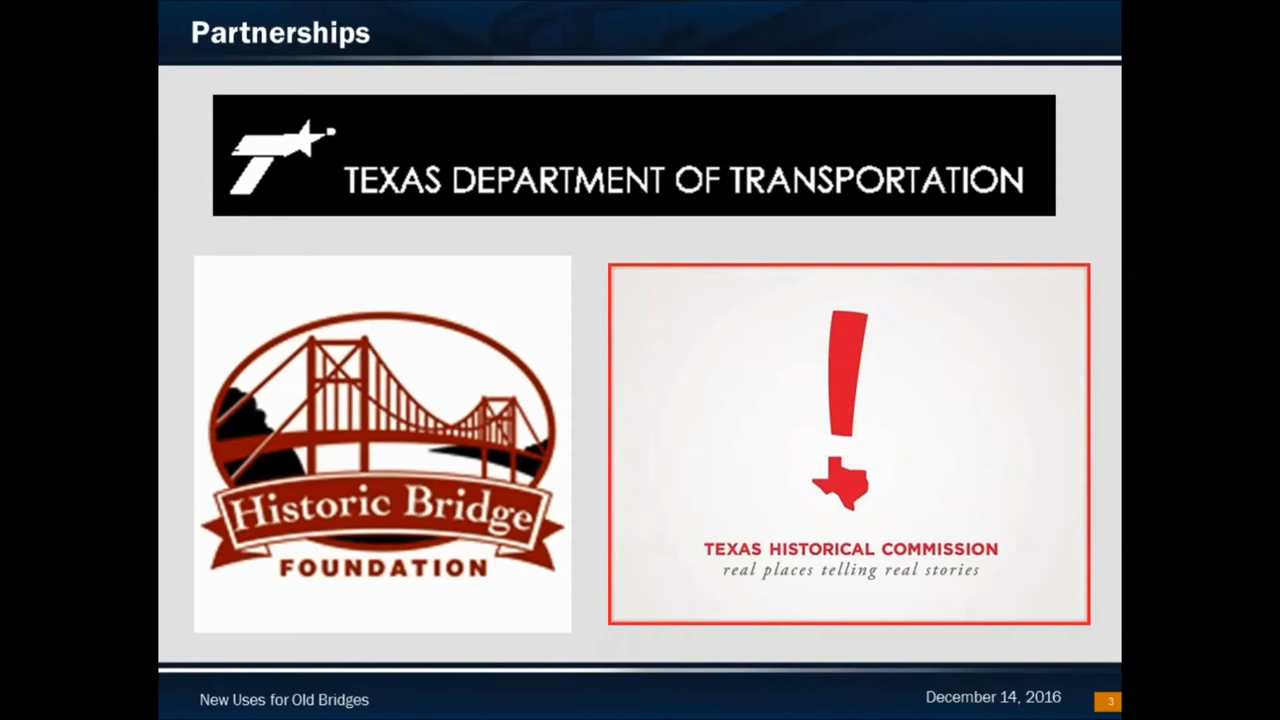 Partnerships
TEXAS DEPARTMENT OF TRANSPORTATION
Historic Bridge
FOUNDATION
TEXAS HISTORICAL COMMISSION
real places telling real stories
New Uses for Old Bridges
December 14, 2016
3